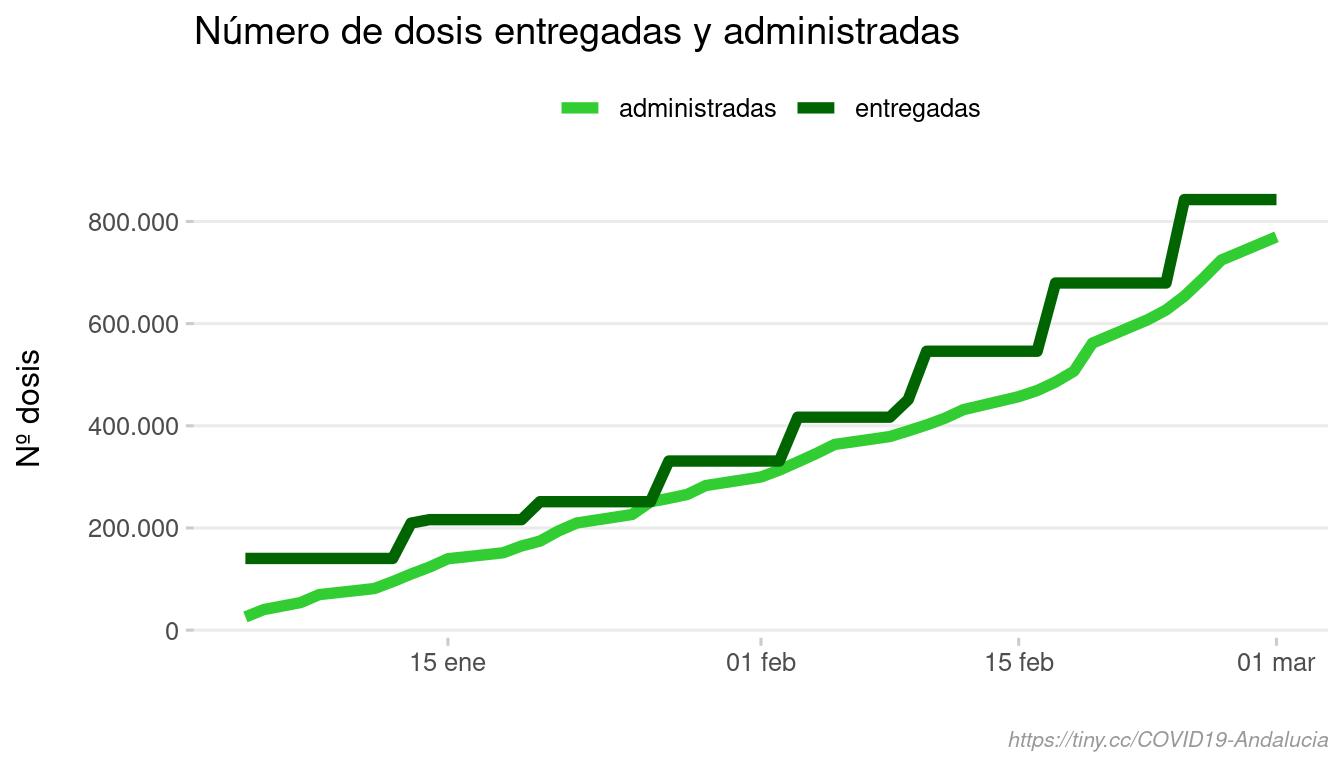 Número de dosis entregadas y administradas
administradas entregadas
Nº dosis
800.000
600.000
400.000
200.000
0
15 ene 01 feb 15 feb 01 mar
https://tiny.cc/COVID19-Andalucia